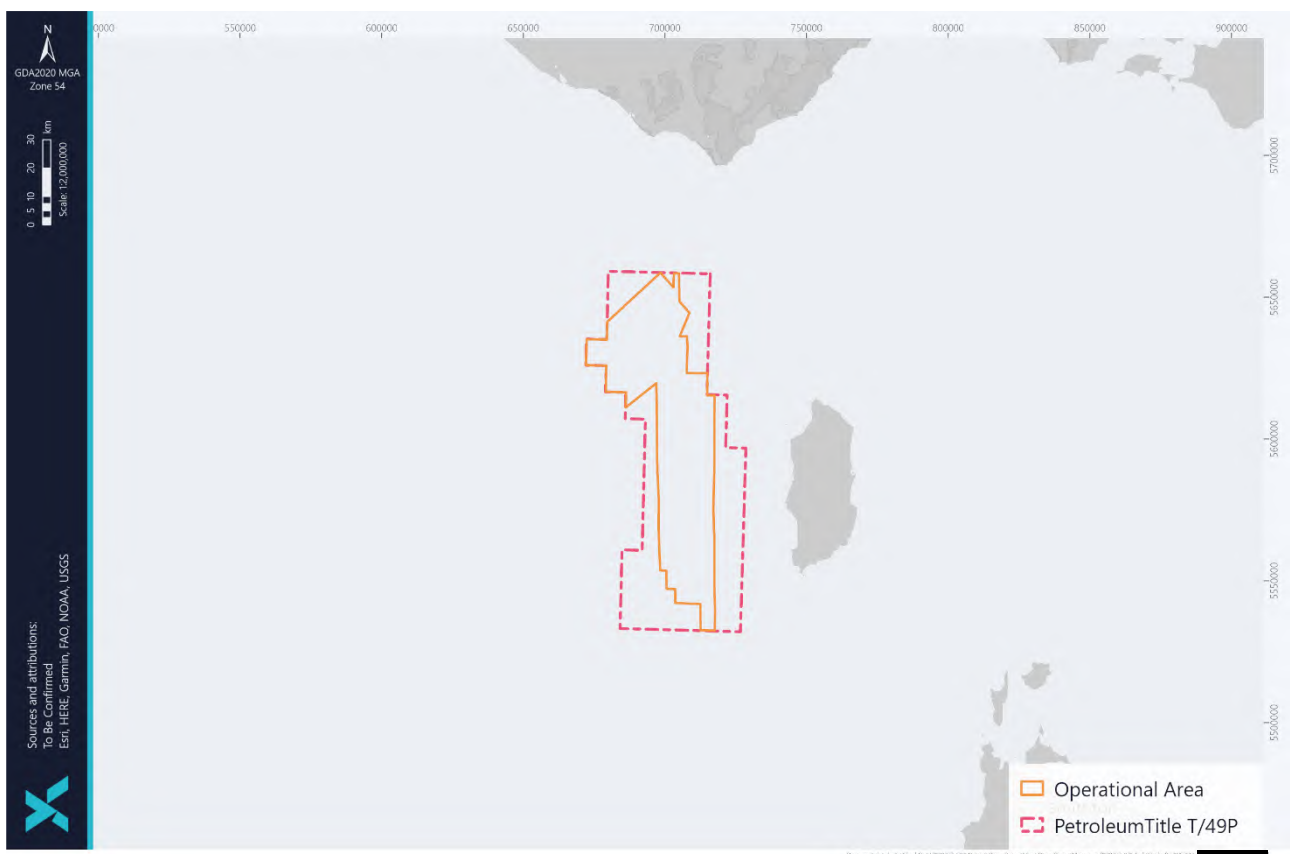 N
GDA2020 MGA
Zone 54
0 5 10 20 30
km
Scale: 1:2,000,000
Sources and attributions:
To Be Confirmed
Esri, HERE, Garmin, FAO, NOAA, USGS
0000 550000 600000 650000 700000 750000 800000 850000 900000
5700000
5650000
5600000
5550000
5500000
Operational Area
PetroleumTitle T/49P